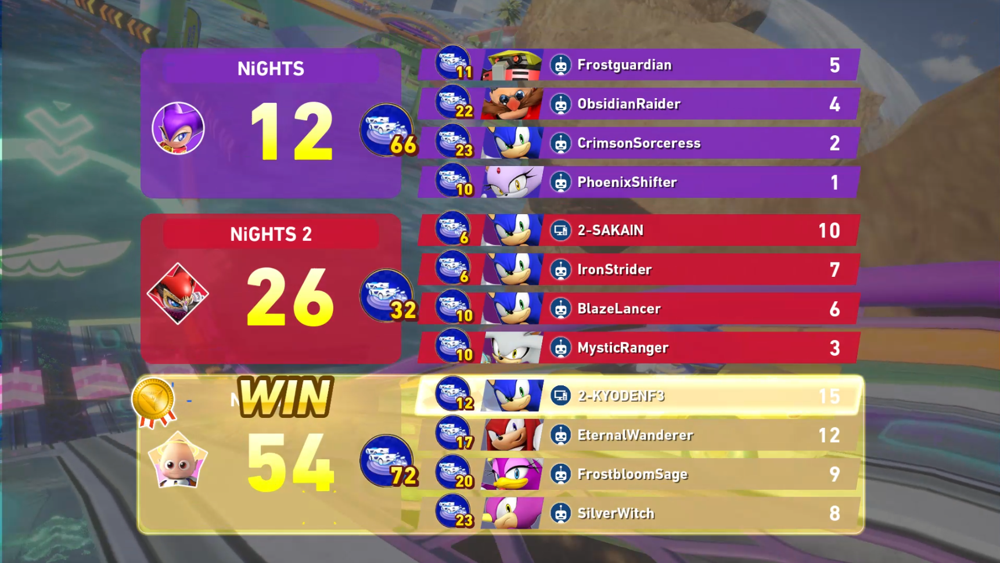 NiGHTS
12
66
11 Frostguardian 5
22 ObsidianRaider 4
23 CrimsonSorceress 2
10 PhoenixShifter 1
NiGHTS 2
26
32
6 2-SAKAIN 10
6 IronStrider 7
10 BlazeLancer 6
10 MysticRanger 3
WIN
54
72
12 2-KYODENF3 15
17 EternalWanderer 12
20 FrostbloomSage 9
23 SilverWitch 8